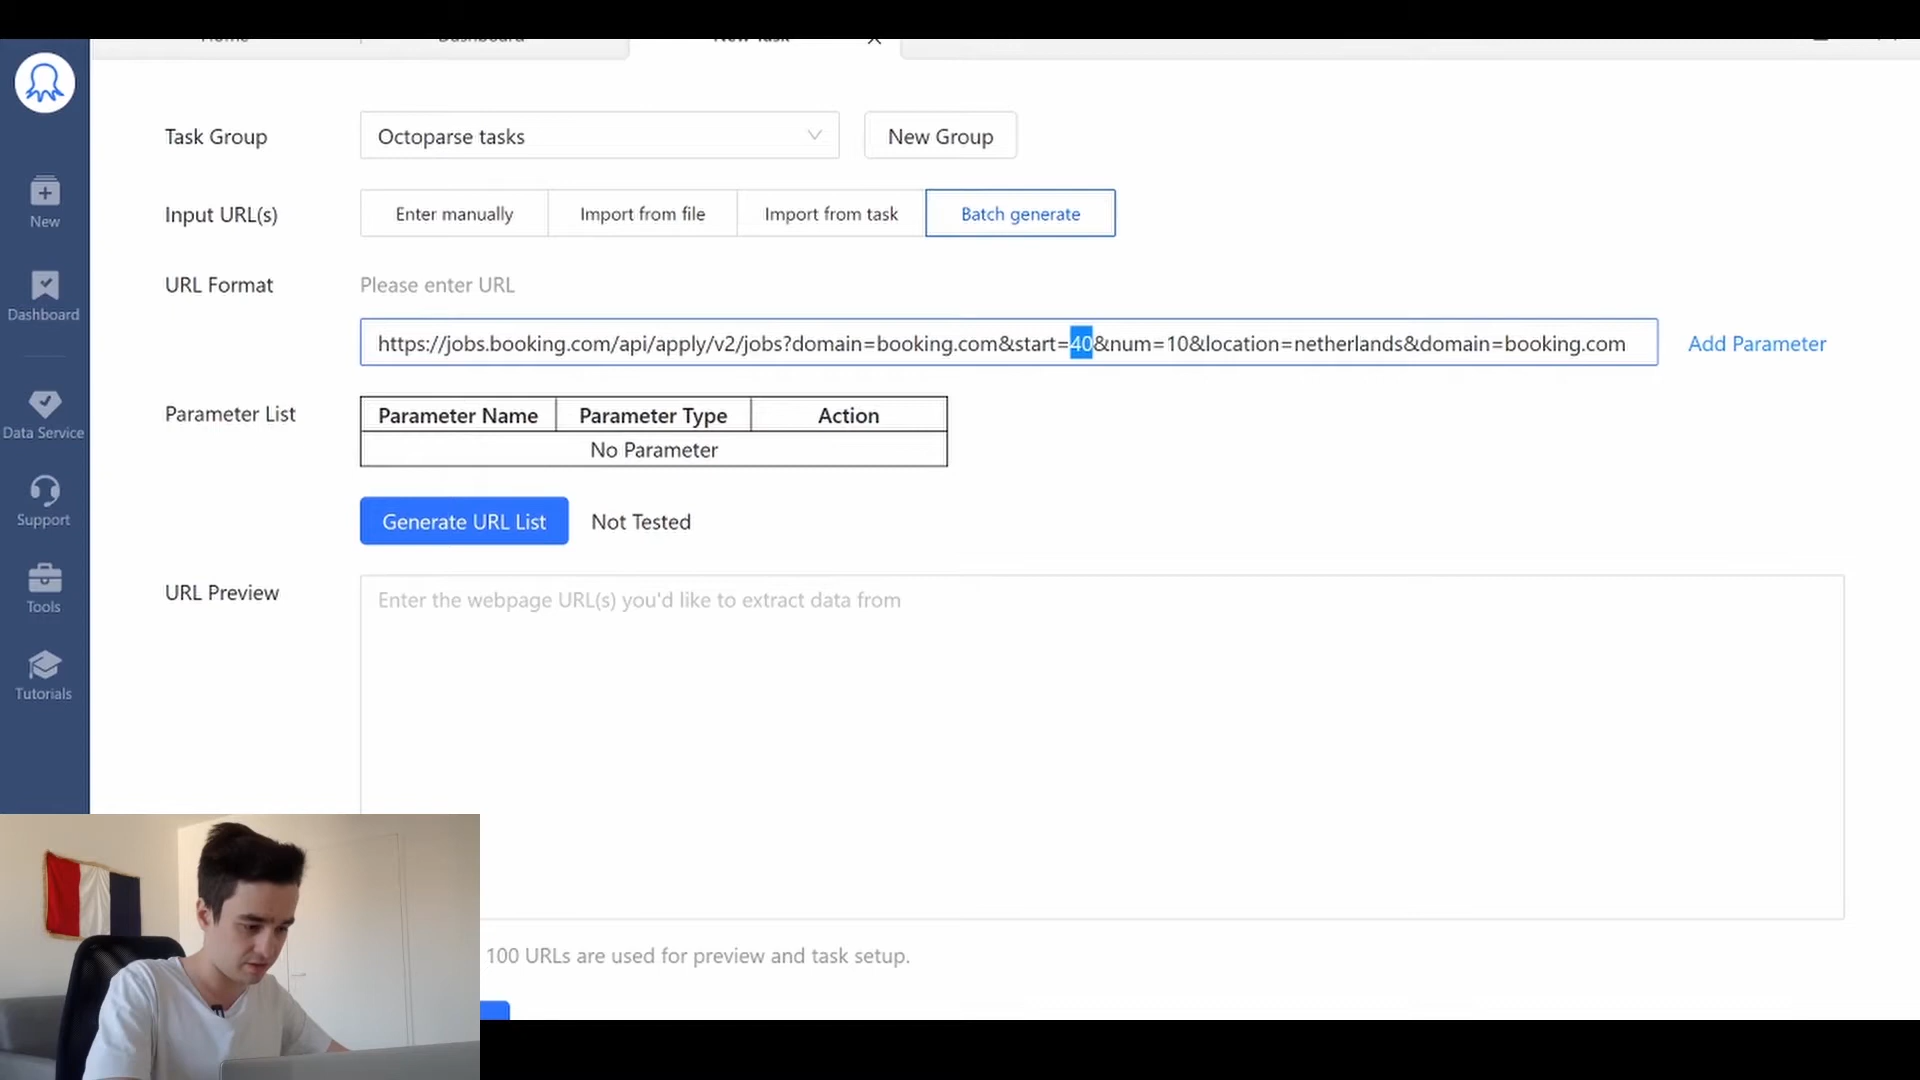 Home
Dashboard
New Task
Task Group
Octoparse tasks
New Group
Input URL(s)
Enter manually
Import from file
Import from task
Batch generate
URL Format
Please enter URL
https://jobs.booking.com/api/apply/v2/jobs?domain=booking.com&start=40&num=10&location=netherlands&domain=booking.com
Add Parameter
Parameter List
Parameter Name
Parameter Type
Action
No Parameter
Generate URL List
Not Tested
URL Preview
Enter the webpage URL(s) you'd like to extract data from
100 URLs are used for preview and task setup.
New
Dashboard
Data Service
Support
Tools
Tutorials